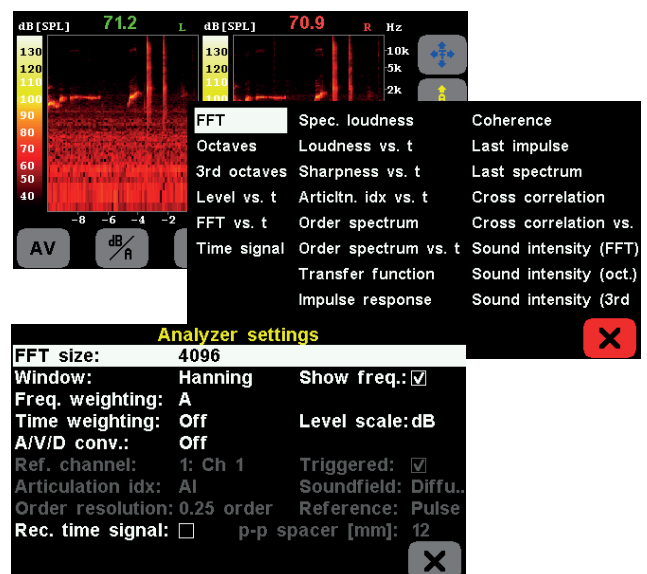 dB[SPL] 71.2 L dB[SPL] 70.9 R Hz
130 130 10k
120 120 5k
110 110 2k
100 100
90
80
70
60
50
40
-8 -6 -4 -2
AV dB/A
FFT Spec. loudness Coherence
Octaves Loudness vs. t Last impulse
3rd octaves Sharpness vs. t Last spectrum
Level vs. t Articltn. idx vs. t Cross correlation
FFT vs. t Order spectrum Cross correlation vs.
Time signal Order spectrum vs. t Sound intensity (FFT)
Transfer function Sound intensity (oct.)
Impulse response Sound intensity (3rd
Analyzer settings
FFT size: 4096
Window: Hanning Show freq.:
Freq. weighting: A
Time weighting: Off Level scale: dB
A/V/D conv.: Off
Ref. channel: 1: Ch 1 Triggered:
Articulation idx: AI Soundfield: Diffu..
Order resolution: 0.25 order Reference: Pulse
Rec. time signal: p-p spacer [mm]: 12